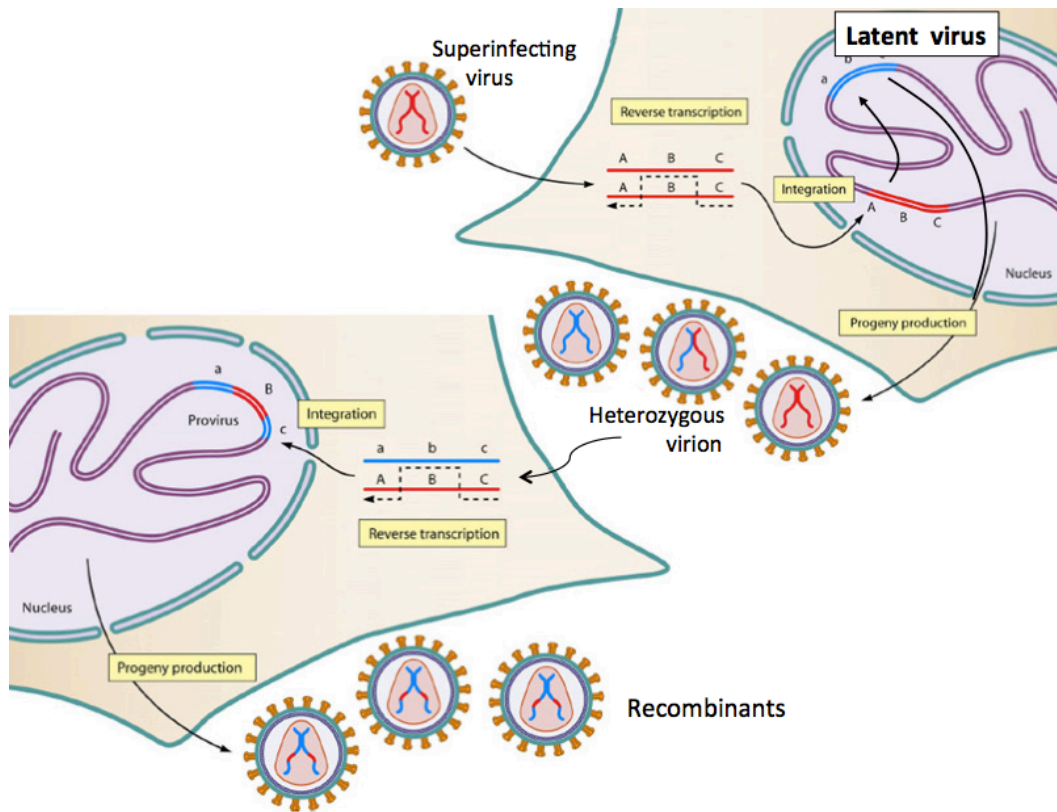 Latent virus
Superinfecting
virus
b
a
Reverse transcription
A B C
A B C
Integration
A
B
C
Nucleus
Progeny production
Heterozygous
virion
a
B
c
Provirus
Integration
a b c
A B C
Reverse transcription
Nucleus
Progeny production
Recombinants